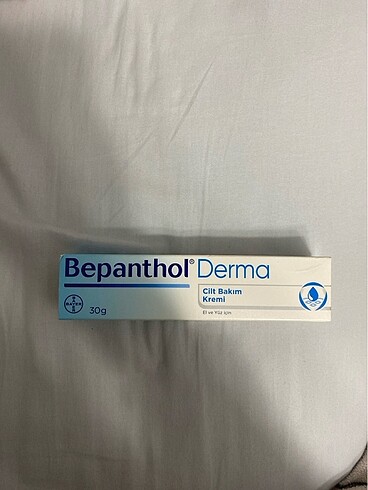 Bepanthol® Derma
Cilt Bakım
Kremi
BAYER
30g
El ve Yüz için